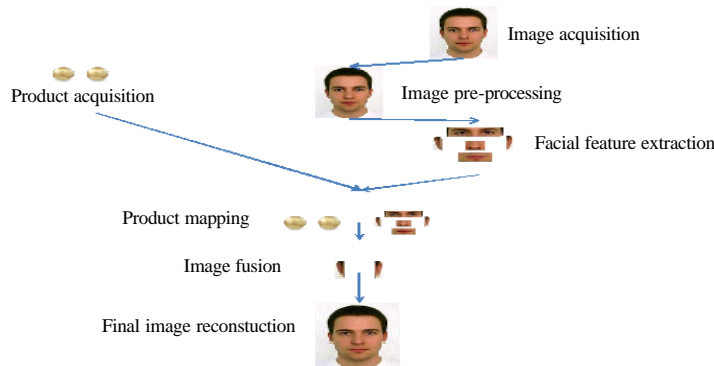 Image acquisition
Product acquisition
Image pre-processing
Facial feature extraction
Product mapping
Image fusion
Final image reconstuction